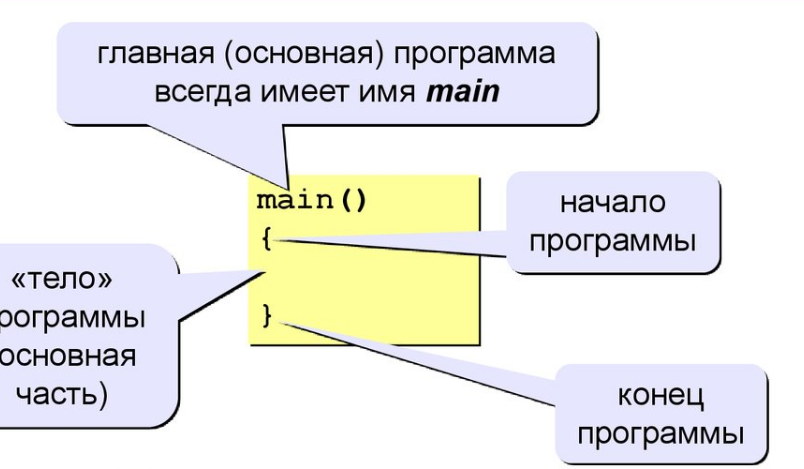 главная (основная) программа
всегда имеет имя main
main()
{
начало
программы
«тело»
рограммы
основная
часть)
}
конец
программы